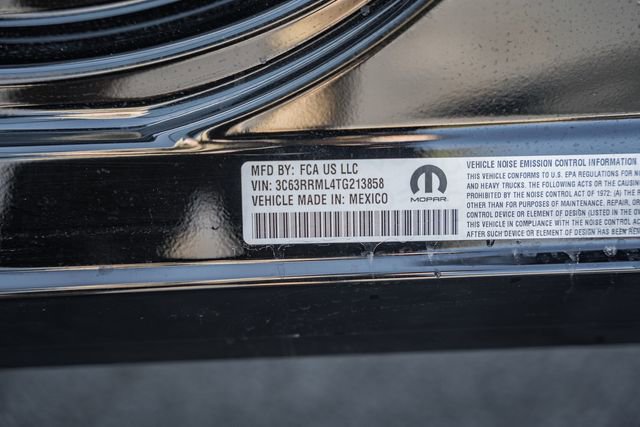 MFD BY: FCA US LLC
VIN: 3C63RRML4TG213858
VEHICLE MADE IN: MEXICO
MOPAR
VEHICLE NOISE EMISSION CONTROL INFORMATION
THIS VEHICLE CONFORMS TO U.S. EPA REGULATIONS FOR
AND HEAVY TRUCKS. THE FOLLOWING ACTS OR THE CAUSING
PROHIBITED BY THE NOISE CONTROL ACT OF 1972: (A) THE
OTHER THAN FOR PURPOSES OF MAINTENANCE, REPAIR, OR
CONTROL DEVICE OR ELEMENT OF DESIGN (LISTED IN THE
THIS VEHICLE IN COMPLIANCE WITH THE NOISE CONTROL ACT
AFTER SUCH DEVICE OR ELEMENT OF DESIGN HAS BEEN